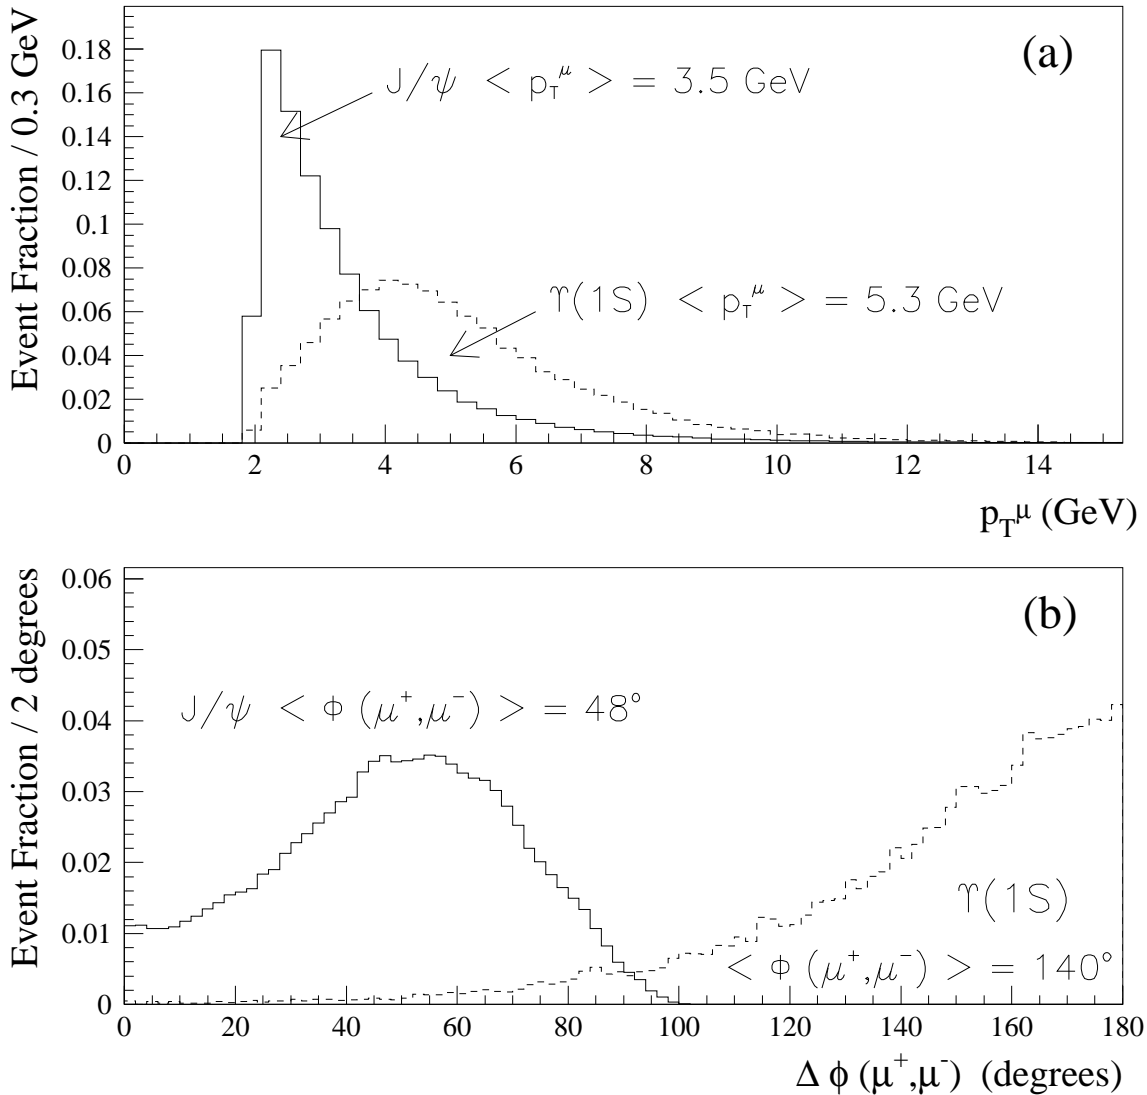 (a)
0.18
0.16
0.14
0.12
0.1
0.08
0.06
0.04
0.02
0
Event Fraction / 0.3 GeV
J/ψ < p_T^μ > = 3.5 GeV
ϒ(1S) < p_T^μ > = 5.3 GeV
0 2 4 6 8 10 12 14
p_T^μ (GeV)
(b)
0.06
0.05
0.04
0.03
0.02
0.01
0
Event Fraction / 2 degrees
J/ψ < ϕ (μ⁺,μ⁻) > = 48°
ϒ(1S)
< ϕ (μ⁺,μ⁻) > = 140°
0 20 40 60 80 100 120 140 160 180
Δ ϕ (μ⁺,μ⁻) (degrees)